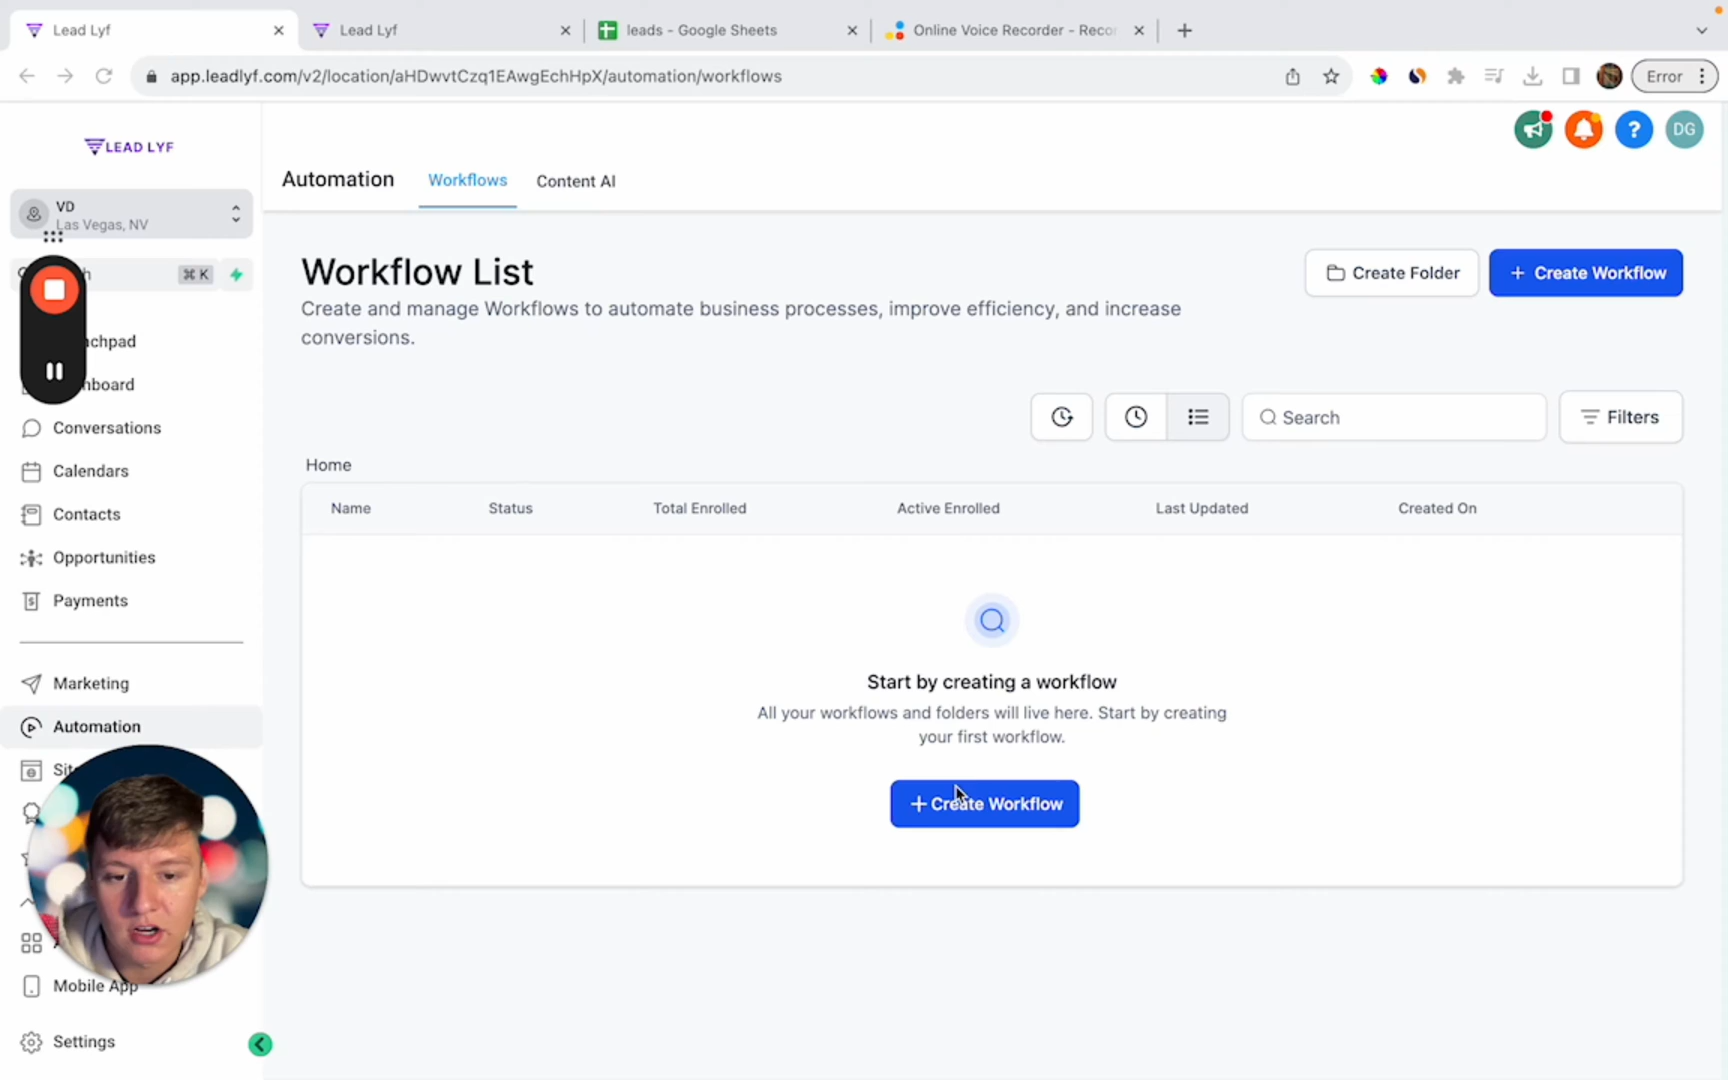 Lead Lyf
Lead Lyf
leads - Google Sheets
Online Voice Recorder - Recor
app.leadlyf.com/v2/location/aHDwvtCzq1EAwgEchHpX/automation/workflows
Error
LEAD LYF
VD
Las Vegas, NV
⌘ K
Automation
Workflows
Content AI
DG
Workflow List
Create and manage Workflows to automate business processes, improve efficiency, and increase
conversions.
Create Folder
+ Create Workflow
chpad
hboard
Conversations
Calendars
Contacts
Opportunities
Payments
Marketing
Automation
Sit
Mobile App
Settings
Search
Filters
Home
Name
Status
Total Enrolled
Active Enrolled
Last Updated
Created On
Start by creating a workflow
All your workflows and folders will live here. Start by creating
your first workflow.
+ Create Workflow